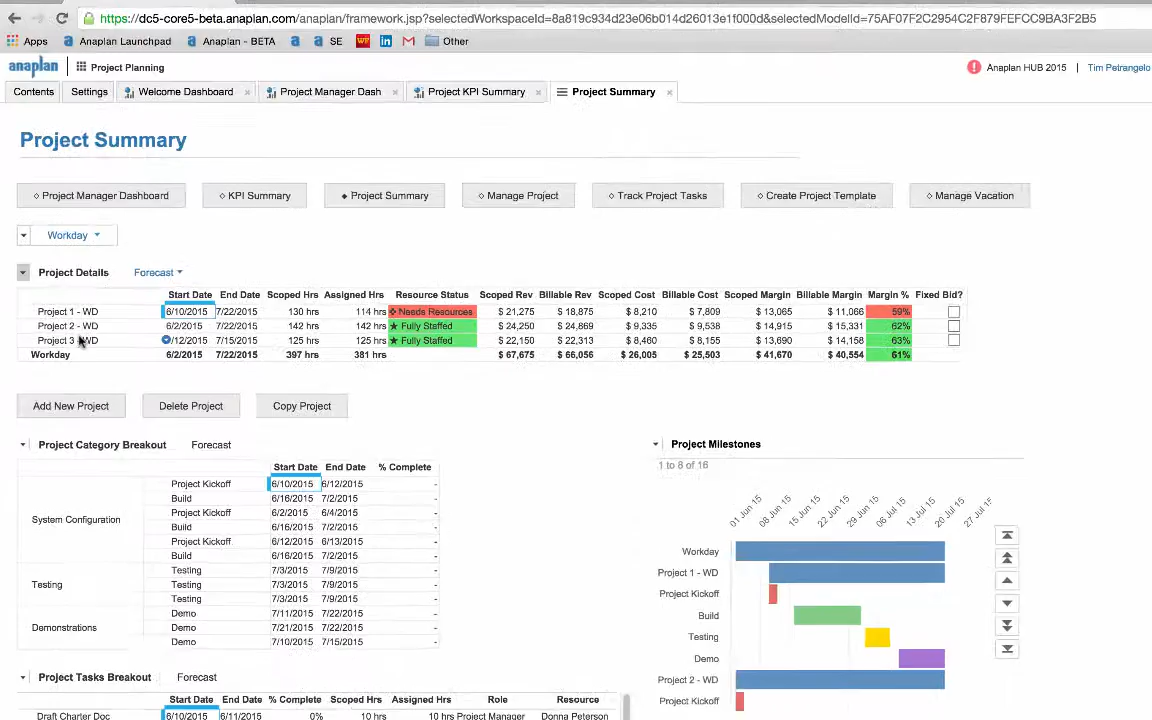 https://dc5-core5-beta.anaplan.com/anaplan/framework.jsp?selectedWorkspaceId=8a819c934d23e06b014d26013e1f000d&selectedModelId=75AF07F2C2954C2F879FEFCC9BA3F2B5
Apps Anaplan Launchpad Anaplan - BETA SE Gmail Other
anaplan Project Planning Anaplan HUB 2015 | Tim Petrangelo
Contents Settings Welcome Dashboard × Project Manager Dash × Project KPI Summary × Project Summary ×
Project Summary
Project Manager Dashboard KPI Summary Project Summary Manage Project Track Project Tasks Create Project Template Manage Vacation
Workday
Project Details Forecast
Start Date End Date Scoped Hrs Assigned Hrs Resource Status Scoped Rev Billable Rev Scoped Cost Billable Cost Scoped Margin Billable Margin Margin % Fixed Bid?
Project 1 - WD 6/10/2015 7/22/2015 130 hrs 114 hrs Needs Resources $ 21,275 $ 18,875 $ 8,210 $ 7,809 $ 13,065 $ 11,066 59%
Project 2 - WD 6/2/2015 7/22/2015 142 hrs 142 hrs Fully Staffed $ 24,250 $ 24,869 $ 9,335 $ 9,538 $ 14,915 $ 15,331 62%
Project 3 - WD /12/2015 7/15/2015 125 hrs 125 hrs Fully Staffed $ 22,150 $ 22,313 $ 8,460 $ 8,155 $ 13,690 $ 14,158 63%
Workday 6/2/2015 7/22/2015 397 hrs 381 hrs $ 67,675 $ 66,056 $ 26,005 $ 25,503 $ 41,670 $ 40,554 61%
Add New Project Delete Project Copy Project
Project Category Breakout Forecast
Start Date End Date % Complete
System Configuration
Project Kickoff 6/10/2015 6/12/2015 -
Build 6/16/2015 7/2/2015 -
Project Kickoff 6/2/2015 6/4/2015 -
Build 6/16/2015 7/2/2015 -
Project Kickoff 6/12/2015 6/13/2015 -
Build 6/16/2015 7/2/2015 -
Testing
Testing 7/3/2015 7/9/2015 -
Testing 7/3/2015 7/9/2015 -
Testing 7/3/2015 7/9/2015 -
Demonstrations
Demo 7/11/2015 7/22/2015 -
Demo 7/21/2015 7/22/2015 -
Demo 7/10/2015 7/15/2015 -
Project Milestones
1 to 8 of 16
01 Jun 15 08 Jun 15 15 Jun 15 22 Jun 15 29 Jun 15 06 Jul 15 13 Jul 15 20 Jul 15 27 Jul 15
Workday
Project 1 - WD
Project Kickoff
Build
Testing
Demo
Project 2 - WD
Project Kickoff
Project Tasks Breakout Forecast
Start Date End Date % Complete Scoped Hrs Assigned Hrs Role Resource
Draft Charter Doc 6/10/2015 6/11/2015 0% 10 hrs 10 hrs Project Manager Donna Peterson